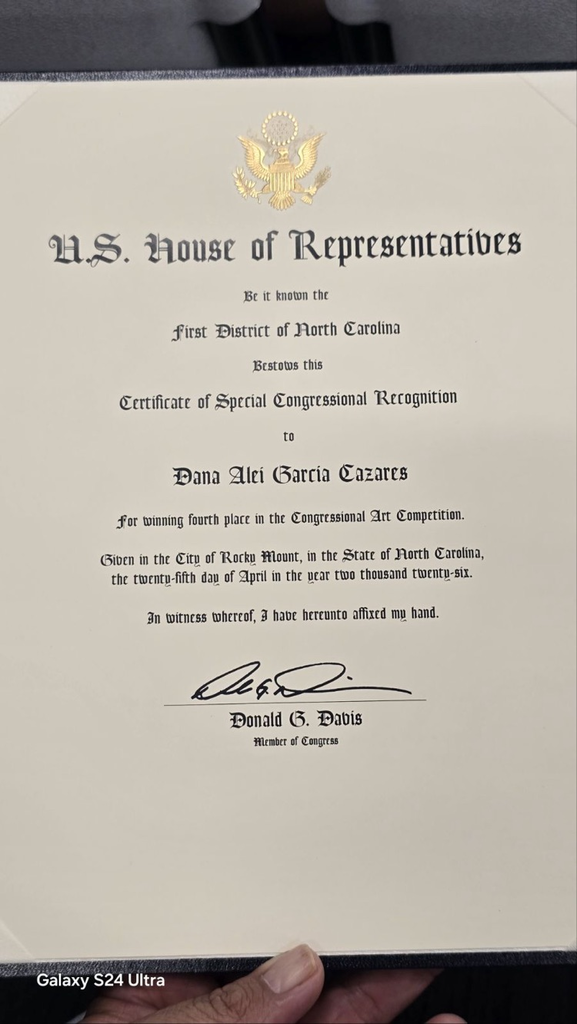 U.S. House of Representatives
Be it known the
First District of North Carolina
Bestows this
Certificate of Special Congressional Recognition
to
Dana Alei Garcia Cazares
For winning fourth place in the Congressional Art Competition.
Given in the City of Rocky Mount, in the State of North Carolina,
the twenty-fifth day of April in the year two thousand twenty-six.
In witness whereof, I have hereunto affixed my hand.
Donald G. Davis
Member of Congress
Galaxy S24 Ultra